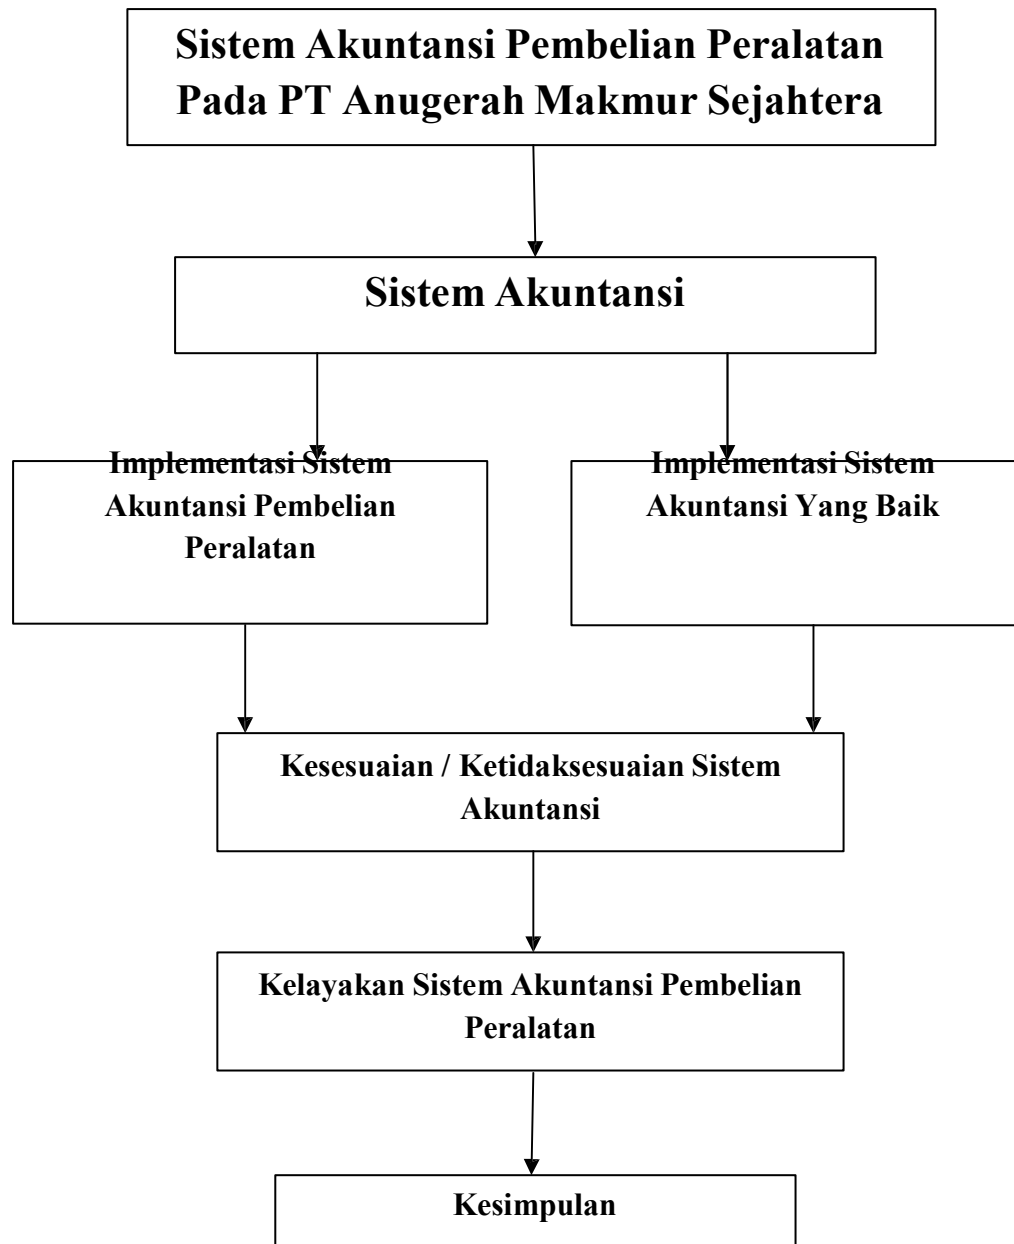 Sistem Akuntansi Pembelian Peralatan
Pada PT Anugerah Makmur Sejahtera
Sistem Akuntansi
Implementasi Sistem
Akuntansi Pembelian
Peralatan
Implementasi Sistem
Akuntansi Yang Baik
Kesesuaian / Ketidaksesuaian Sistem
Akuntansi
Kelayakan Sistem Akuntansi Pembelian
Peralatan
Kesimpulan